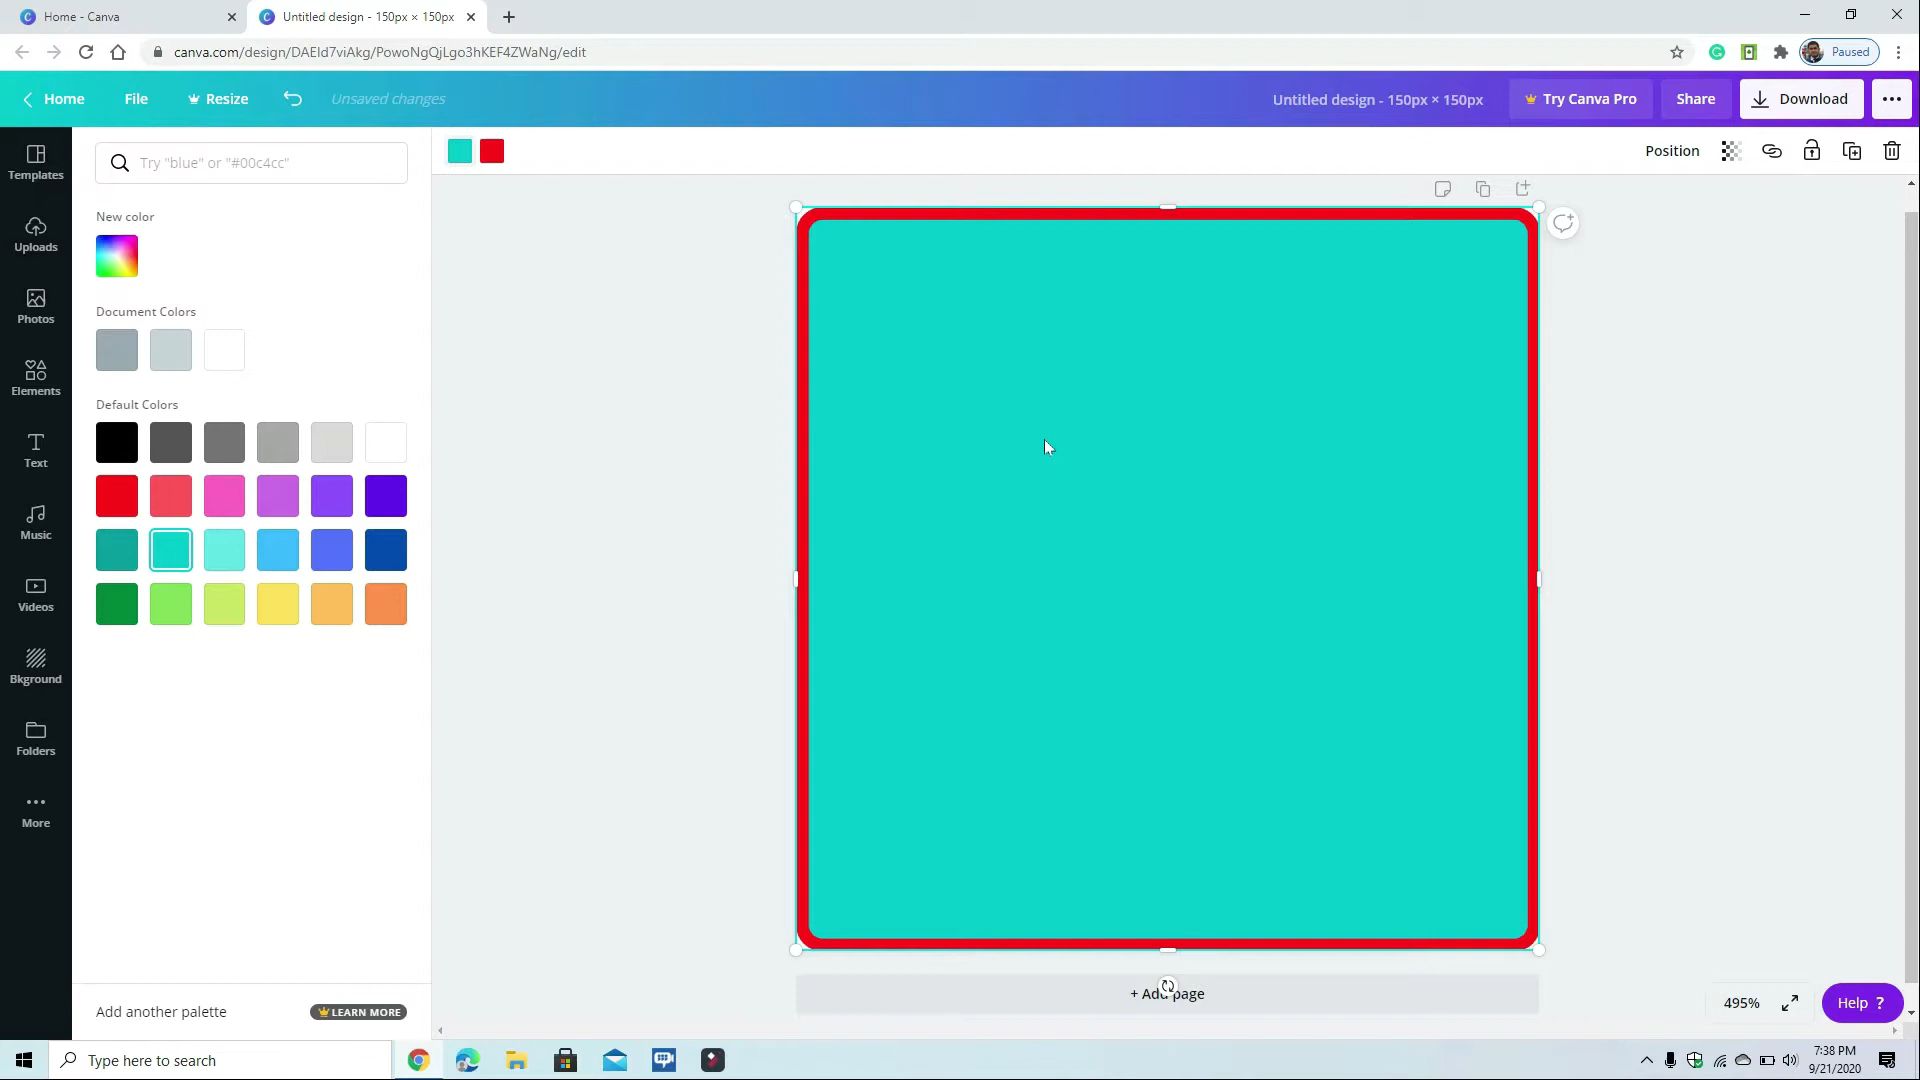 Home - Canva
Untitled design - 150px × 150px
canva.com/design/DAEId7viAkg/PowoNgQjLgo3hKEF4ZWaNg/edit
Paused
Home
File
Resize
Unsaved changes
Untitled design - 150px × 150px
Try Canva Pro
Share
Download
Templates
Uploads
Photos
Elements
Text
Music
Videos
Bkground
Folders
More
Try "blue" or "#00c4cc"
New color
Document Colors
Default Colors
Add another palette
LEARN MORE
Position
+ Add page
495%
Help ?
Type here to search
7:38 PM
9/21/2020